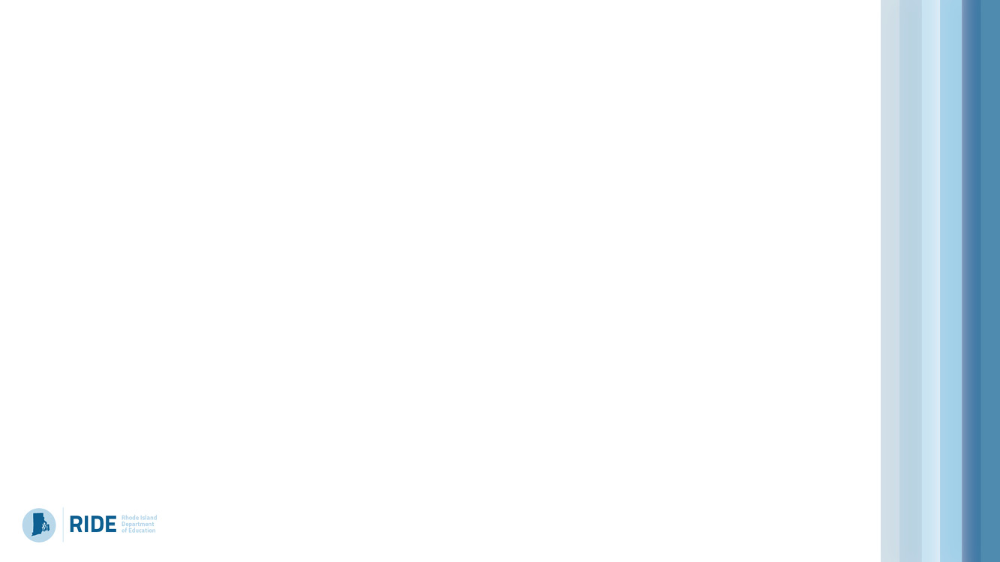 RIDE
Rhode Island
Department
of Education